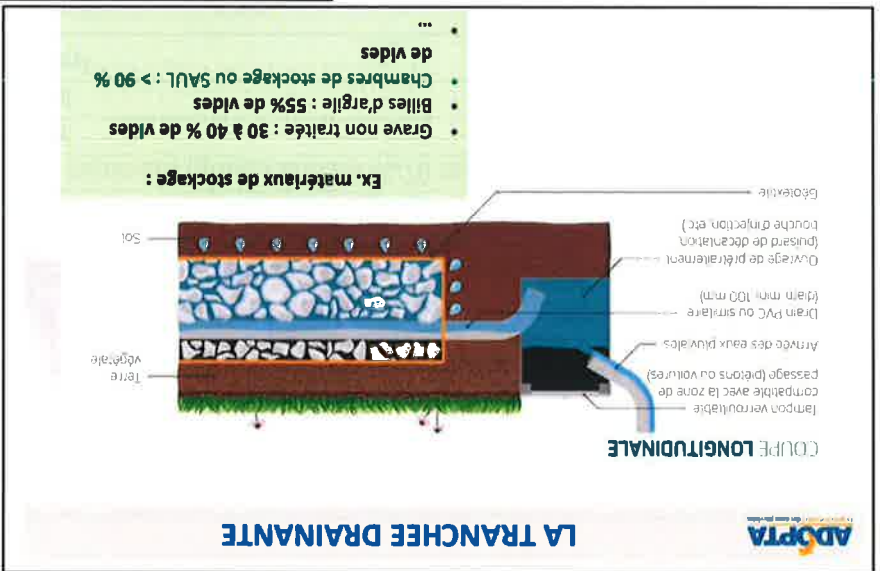 ADOPTA
LA TRANCHEE DRAINANTE
COUPE LONGITUDINALE
Tampon verrouillable
compatible avec la zone de
passage (piétons ou voitures)
Arrivée des eaux pluviales
Drain PVC ou similaire
(diam mini 100 mm)
Ouvrage de prétraitement
(puisard de décantation,
bouche d'injection, etc)
Géotextile
Terre
végétale
Sol
Ex. matériaux de stockage :
• Grave non traitée : 30 à 40 % de vides
• Billes d'argile : 55% de vides
• Chambres de stockage ou SAUL : > 90 %
de vides
• ...